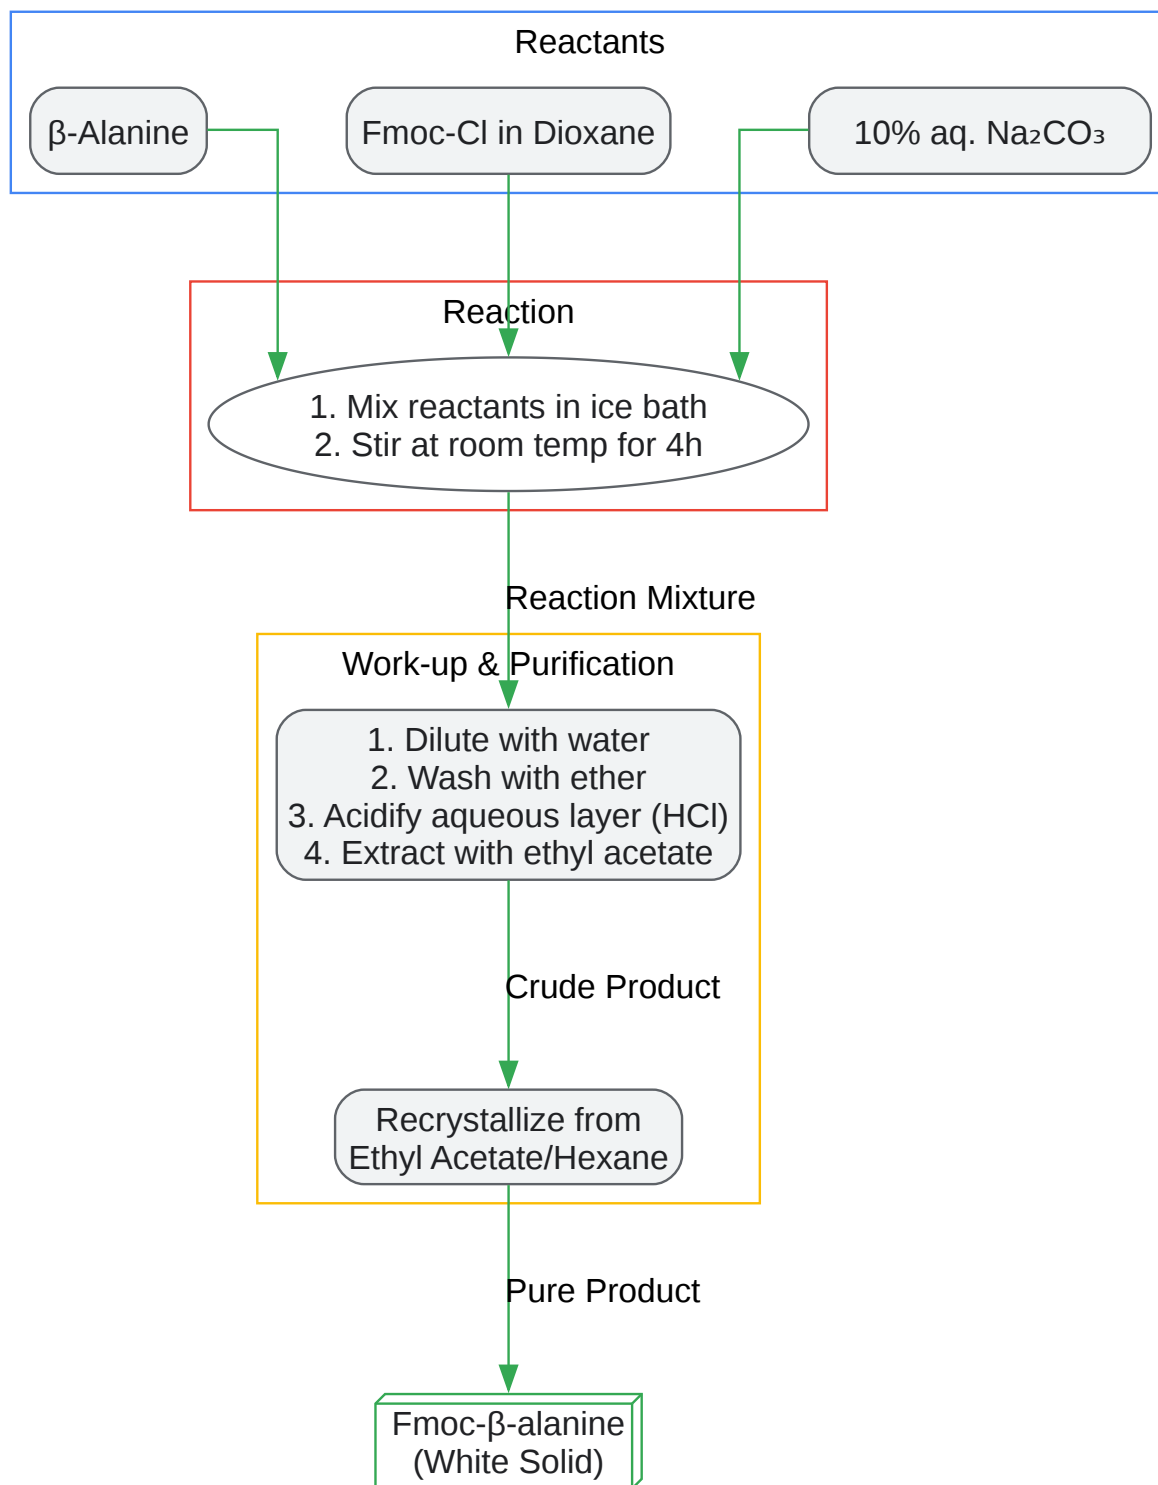 Reactants
β-Alanine
Fmoc-Cl in Dioxane
10% aq. Na₂CO₃
Reaction
1. Mix reactants in ice bath
2. Stir at room temp for 4h
Reaction Mixture
Work-up & Purification
1. Dilute with water
2. Wash with ether
3. Acidify aqueous layer (HCl)
4. Extract with ethyl acetate
Crude Product
Recrystallize from
Ethyl Acetate/Hexane
Pure Product
Fmoc-β-alanine
(White Solid)